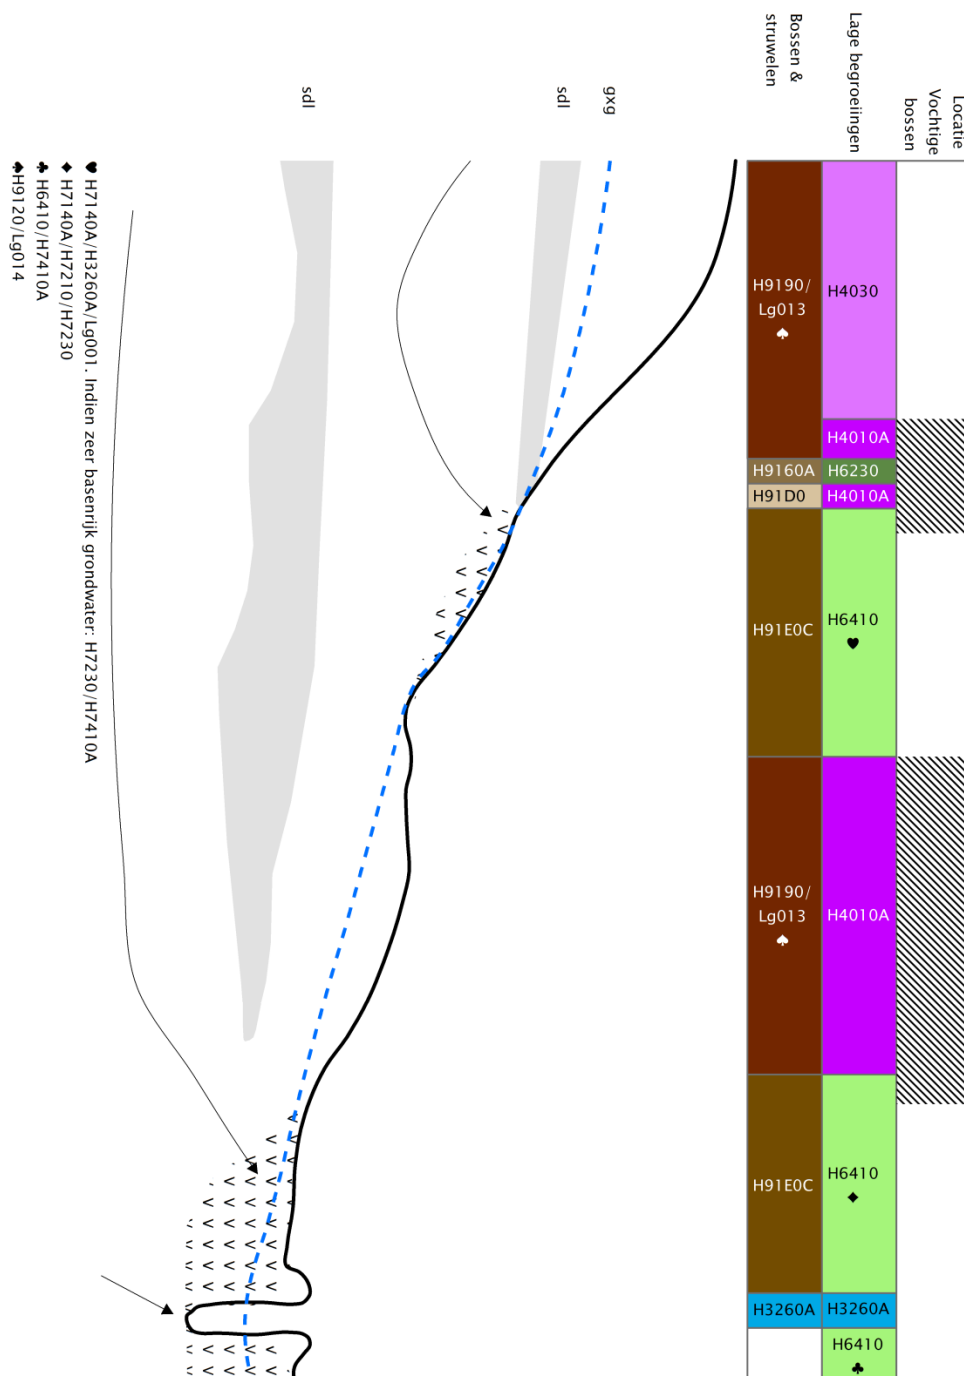 Locatie
Vochtige
bossen
Lage begroeiingen
Bossen &
struwelen
H4030
H4010A
H6230
H4010A
H6410
♥
H4010A
H6410
♦
H3260A
H6410
♣
H9190/
Lg013
♠
H9160A
H91D0
H91E0C
H9190/
Lg013
♠
H91E0C
H3260A
gxg
sdl
sdl
♥ H7140A/H3260A/Lg001. Indien zeer basenrijk grondwater: H7230/H7410A
♦ H7140A/H7210/H7230
♣ H6410/H7410A
♠H9120/Lg014